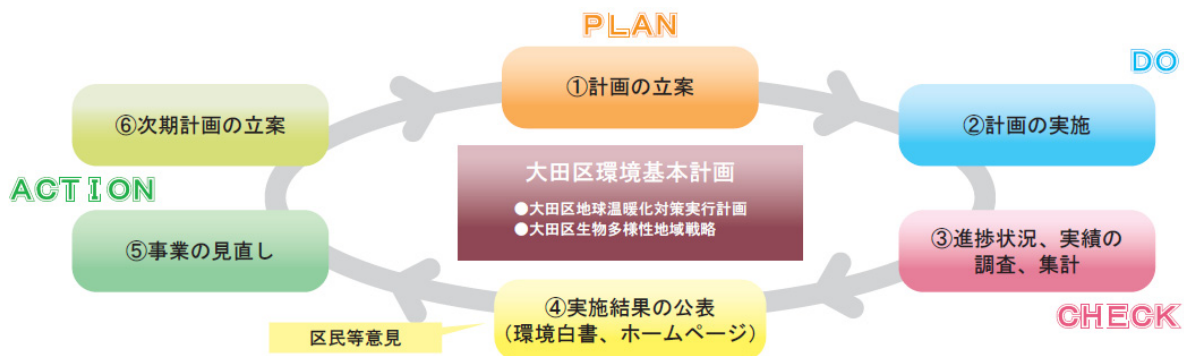 PLAN
①計画の立案
DO
②計画の実施
③進捗状況、実績の
調査、集計
CHECK
④実施結果の公表
(環境白書、ホームページ)
区民等意見
⑤事業の見直し
ACTION
⑥次期計画の立案
大田区環境基本計画
●大田区地球温暖化対策実行計画
●大田区生物多様性地域戦略